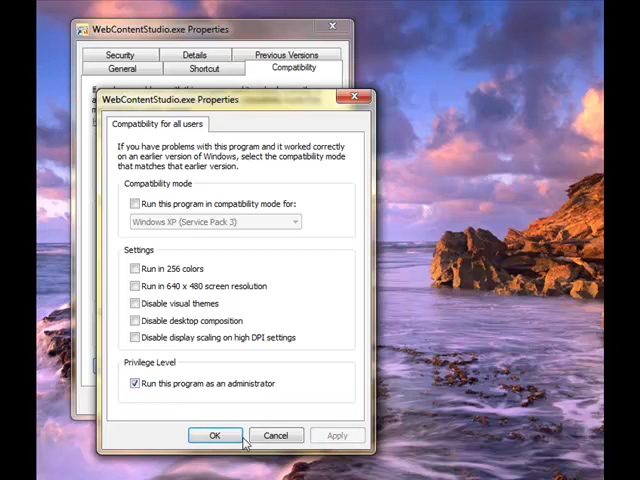 WebContentStudio.exe Properties
Security Details Previous Versions
General Shortcut Compatibility
WebContentStudio.exe Properties
Compatibility for all users
If you have problems with this program and it worked correctly
on an earlier version of Windows, select the compatibility mode
that matches that earlier version.
Compatibility mode
Run this program in compatibility mode for:
Windows XP (Service Pack 3)
Settings
Run in 256 colors
Run in 640 x 480 screen resolution
Disable visual themes
Disable desktop composition
Disable display scaling on high DPI settings
Privilege Level
Run this program as an administrator
OK Cancel Apply